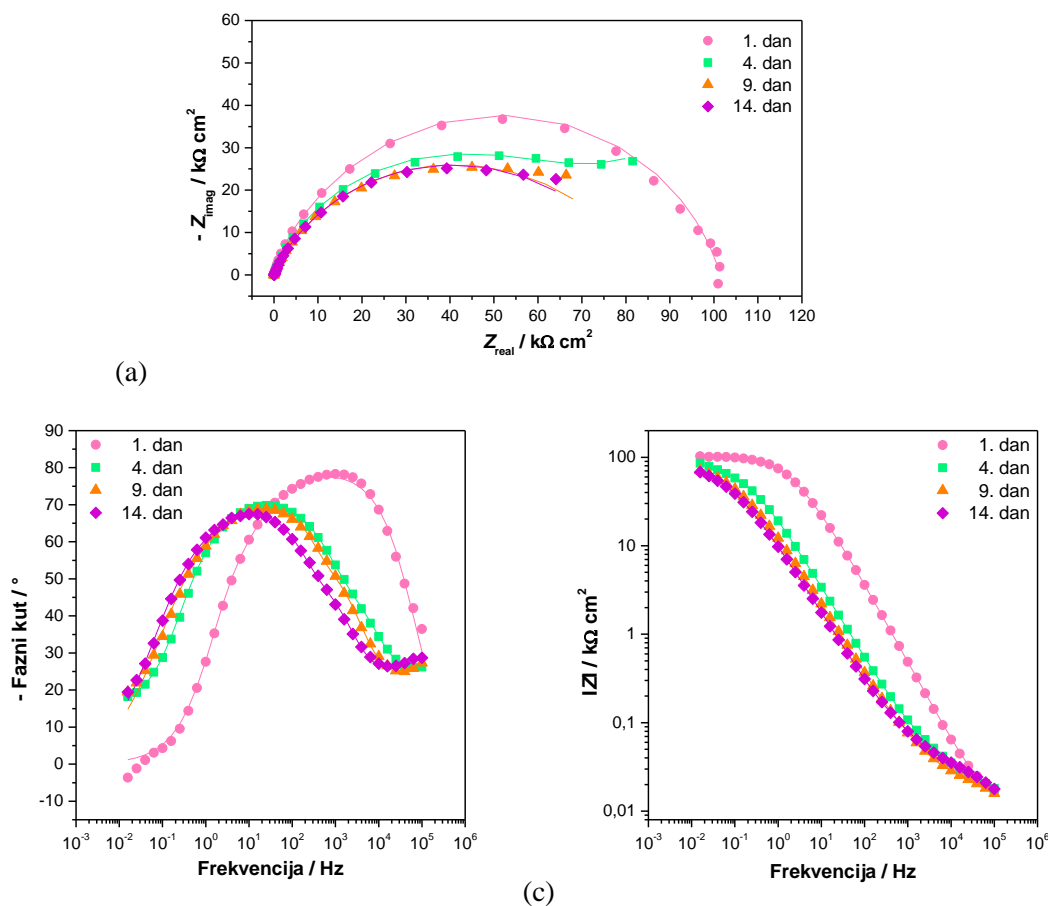 60
50
40
30
20
10
0
- Z_imag / kΩ cm²
1. dan
4. dan
9. dan
14. dan
0 10 20 30 40 50 60 70 80 90 100 110 120
Z_real / kΩ cm²
(a)
90
80
70
60
50
40
30
20
10
0
-10
- Fazni kut / °
1. dan
4. dan
9. dan
14. dan
10⁻³ 10⁻² 10⁻¹ 10⁰ 10¹ 10² 10³ 10⁴ 10⁵ 10⁶
Frekvencija / Hz
100
10
1
0,1
0,01
IZI / kΩ cm²
1. dan
4. dan
9. dan
14. dan
10⁻³ 10⁻² 10⁻¹ 10⁰ 10¹ 10² 10³ 10⁴ 10⁵ 10⁶
Frekvencija / Hz
(c)